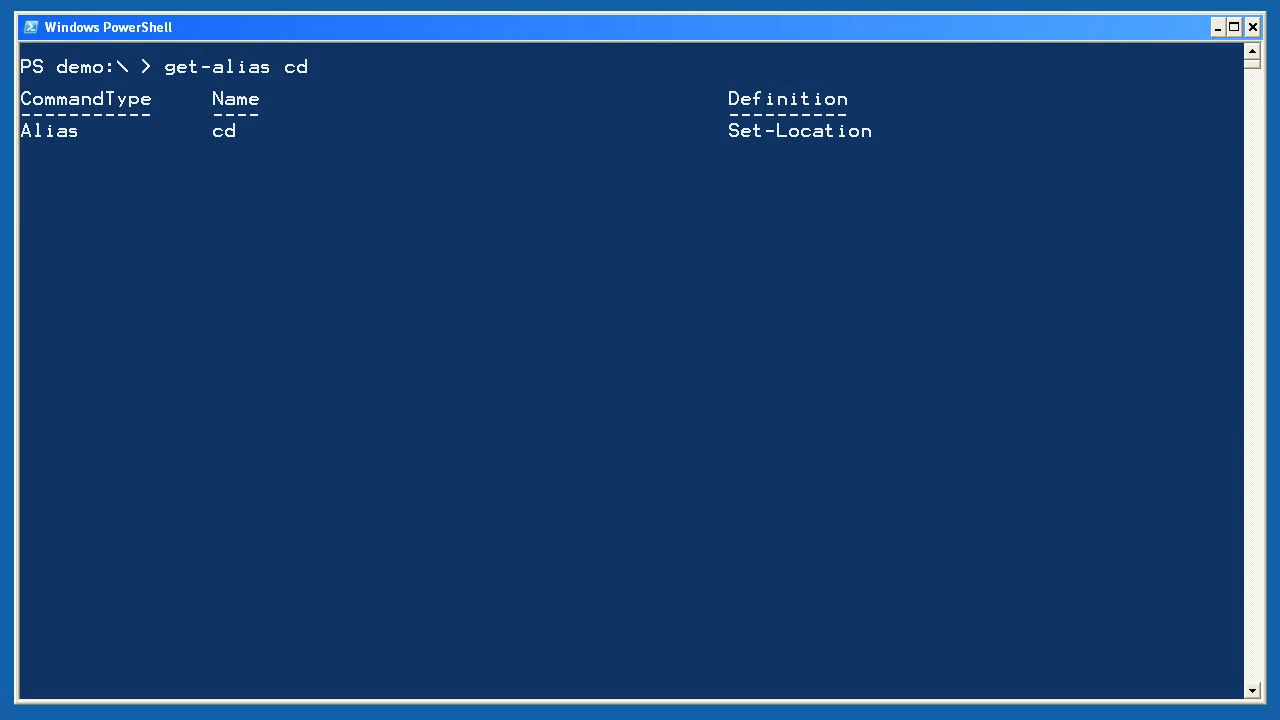 Windows PowerShell
PS demo:\ > get-alias cd
CommandType     Name                                       Definition
-----------     ----                                       ----------
Alias           cd                                         Set-Location